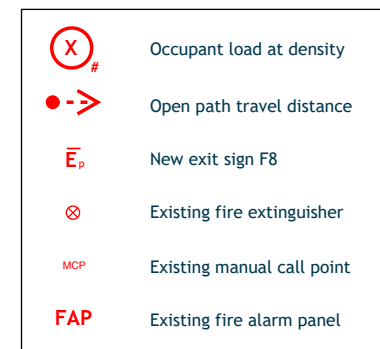 X # Occupant load at density
Open path travel distance
E̅p New exit sign F8
Existing fire extinguisher
MCP Existing manual call point
FAP Existing fire alarm panel